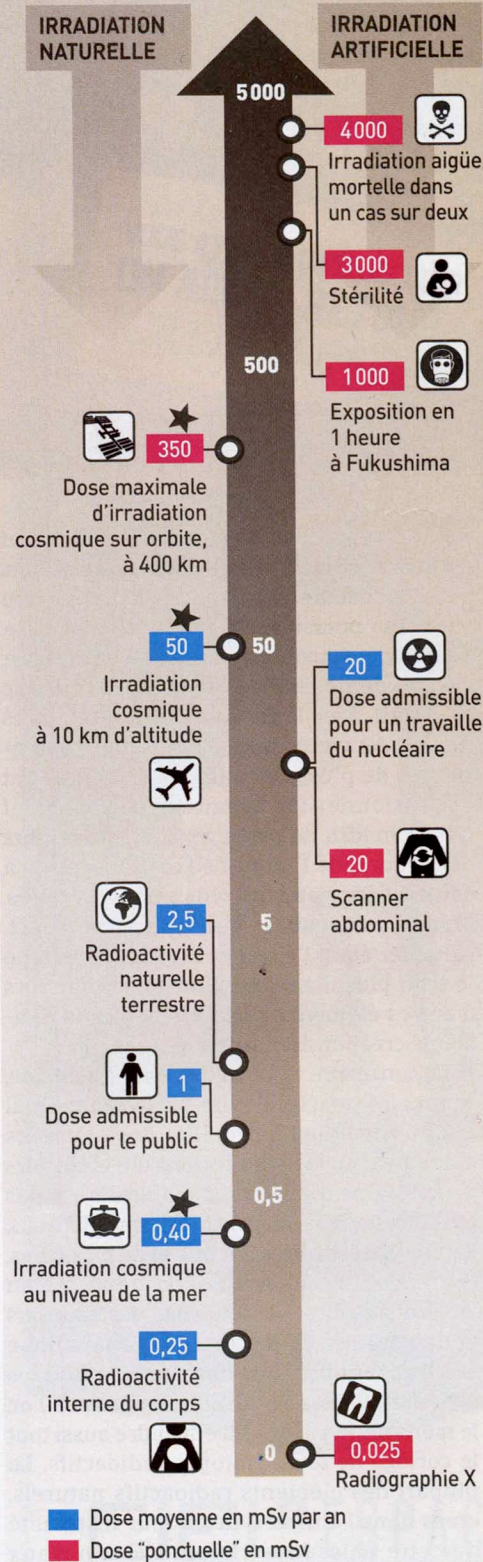 IRRADIATION
NATURELLE
IRRADIATION
ARTIFICIELLE
5000
4000
Irradiation aigüe
mortelle dans
un cas sur deux
3000
Stérilité
500
1000
Exposition en
1 heure
à Fukushima
350
Dose maximale
d'irradiation
cosmique sur orbite,
à 400 km
50
50
Irradiation
cosmique
à 10 km d'altitude
20
Dose admissible
pour un travaille
du nucléaire
20
Scanner
abdominal
5
2,5
Radioactivité
naturelle
terrestre
1
Dose admissible
pour le public
0,5
0,40
Irradiation cosmique
au niveau de la mer
0,25
Radioactivité
interne du corps
0
0,025
Radiographie X
Dose moyenne en mSv par an
Dose "ponctuelle" en mSv